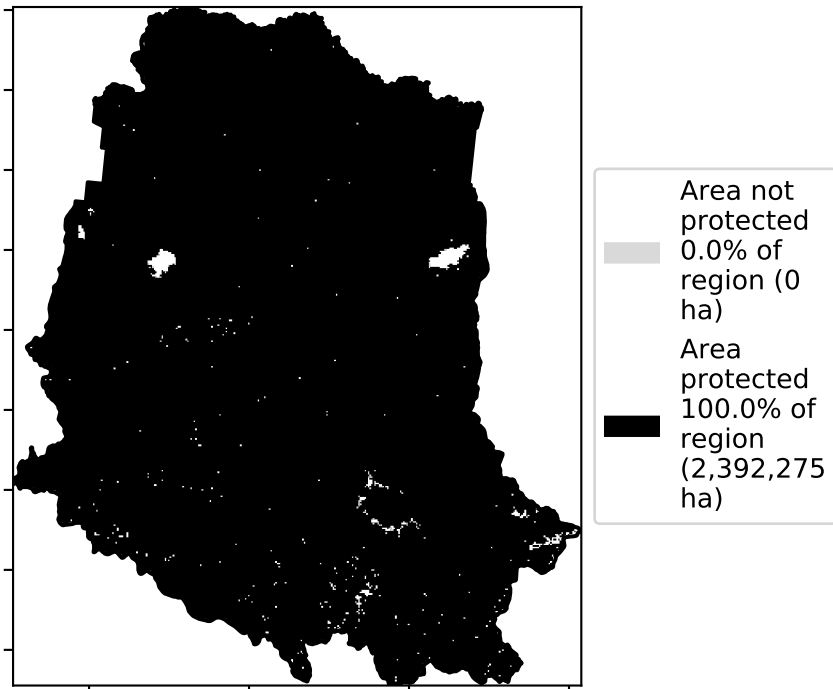 Area not
protected
0.0% of
region (0
ha)
Area
protected
100.0% of
region
(2,392,275
ha)